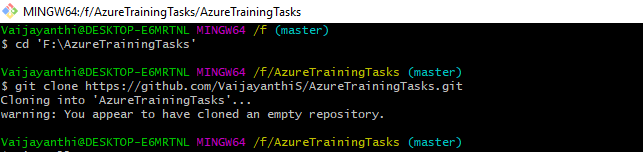 MINGW64:/f/AzureTrainingTasks/AzureTrainingTasks
Vaijayanthi@DESKTOP-E6MRTNL MINGW64 /f (master)
$ cd 'F:\AzureTrainingTasks'
Vaijayanthi@DESKTOP-E6MRTNL MINGW64 /f/AzureTrainingTasks (master)
$ git clone https://github.com/VaijayanthiS/AzureTrainingTasks.git
Cloning into 'AzureTrainingTasks'...
warning: You appear to have cloned an empty repository.
Vaijayanthi@DESKTOP-E6MRTNL MINGW64 /f/AzureTrainingTasks (master)